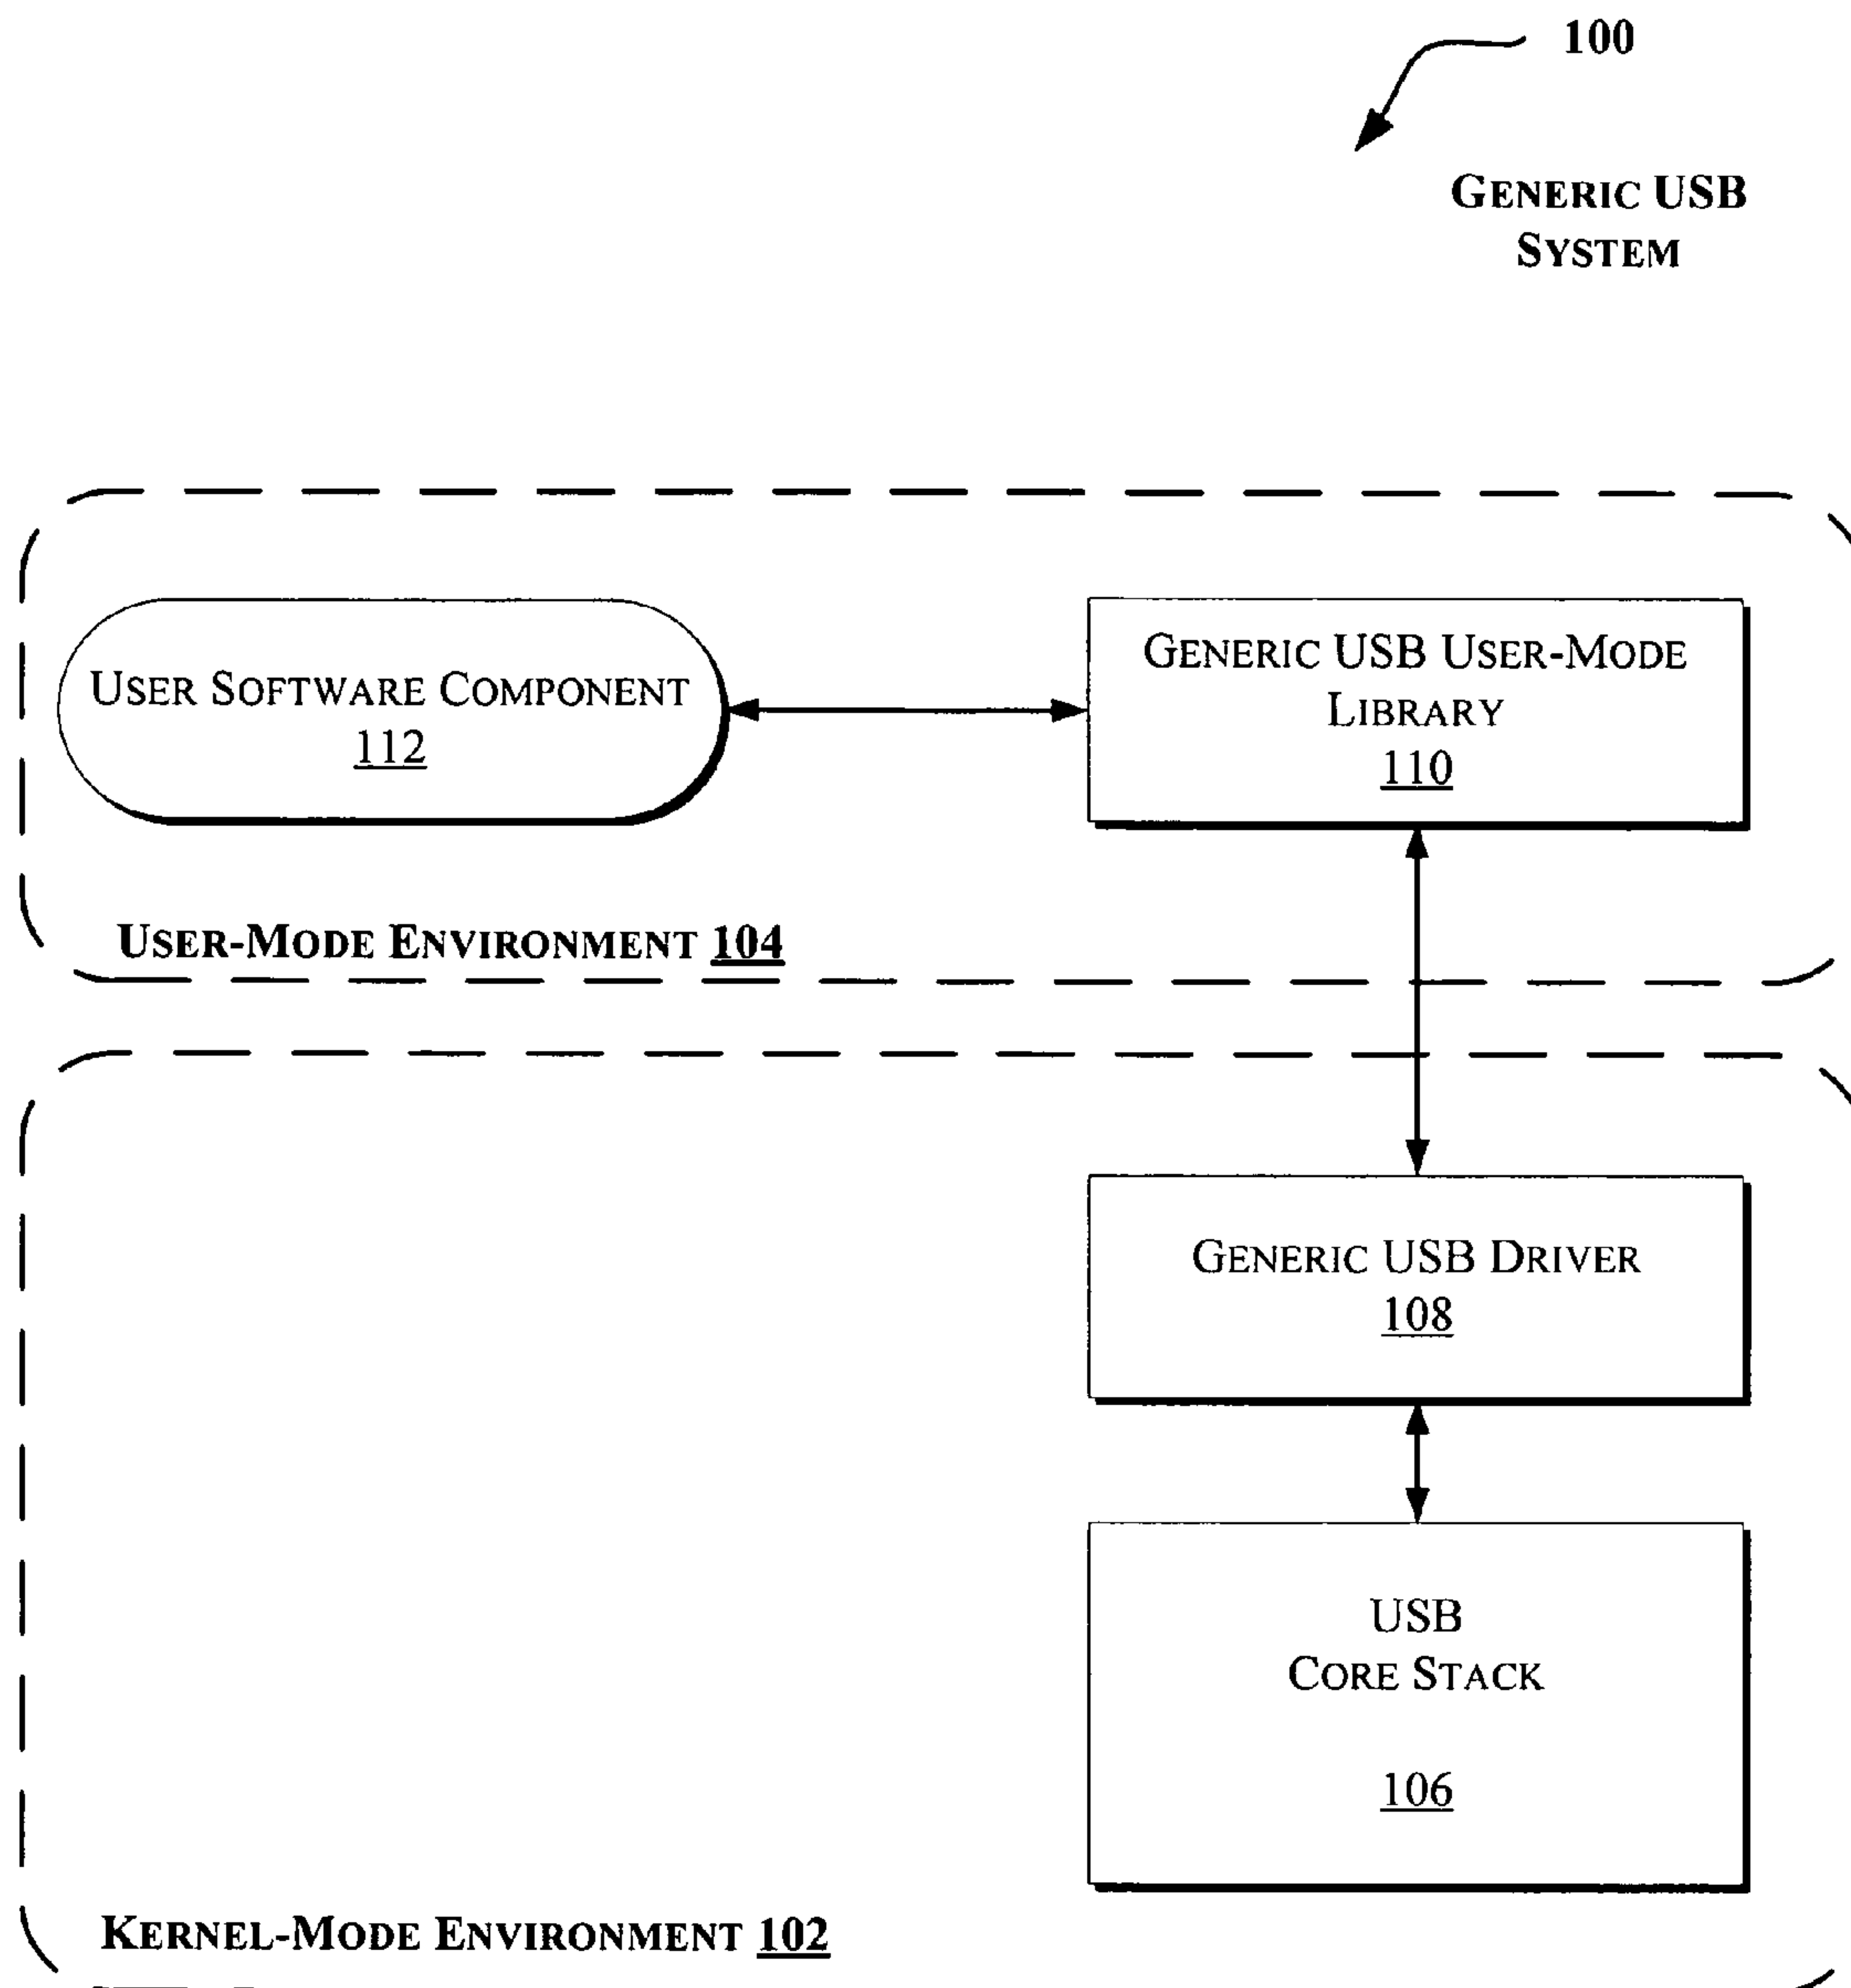 100
GENERIC USB
SYSTEM
USER SOFTWARE COMPONENT
112
GENERIC USB USER-MODE
LIBRARY
110
USER-MODE ENVIRONMENT 104
GENERIC USB DRIVER
108
USB
CORE STACK
106
KERNEL-MODE ENVIRONMENT 102